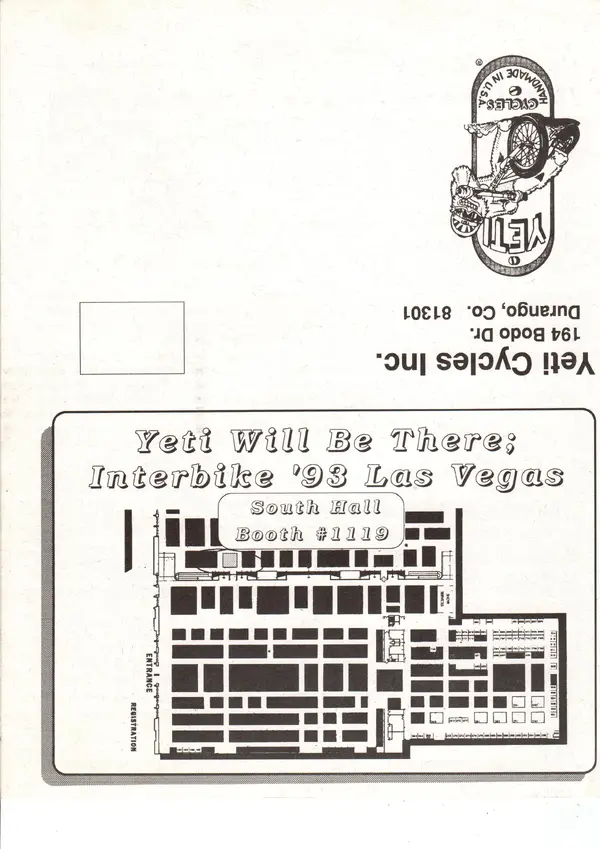 Yeti Cycles Inc.
194 Bodo Dr.
Durango, Co. 81301
YETI
CYCLES
HANDMADE IN U.S.A.
®
Yeti Will Be There;
Interbike '93 Las Vegas
South Hall
Booth #1119
ENTRANCE
REGISTRATION